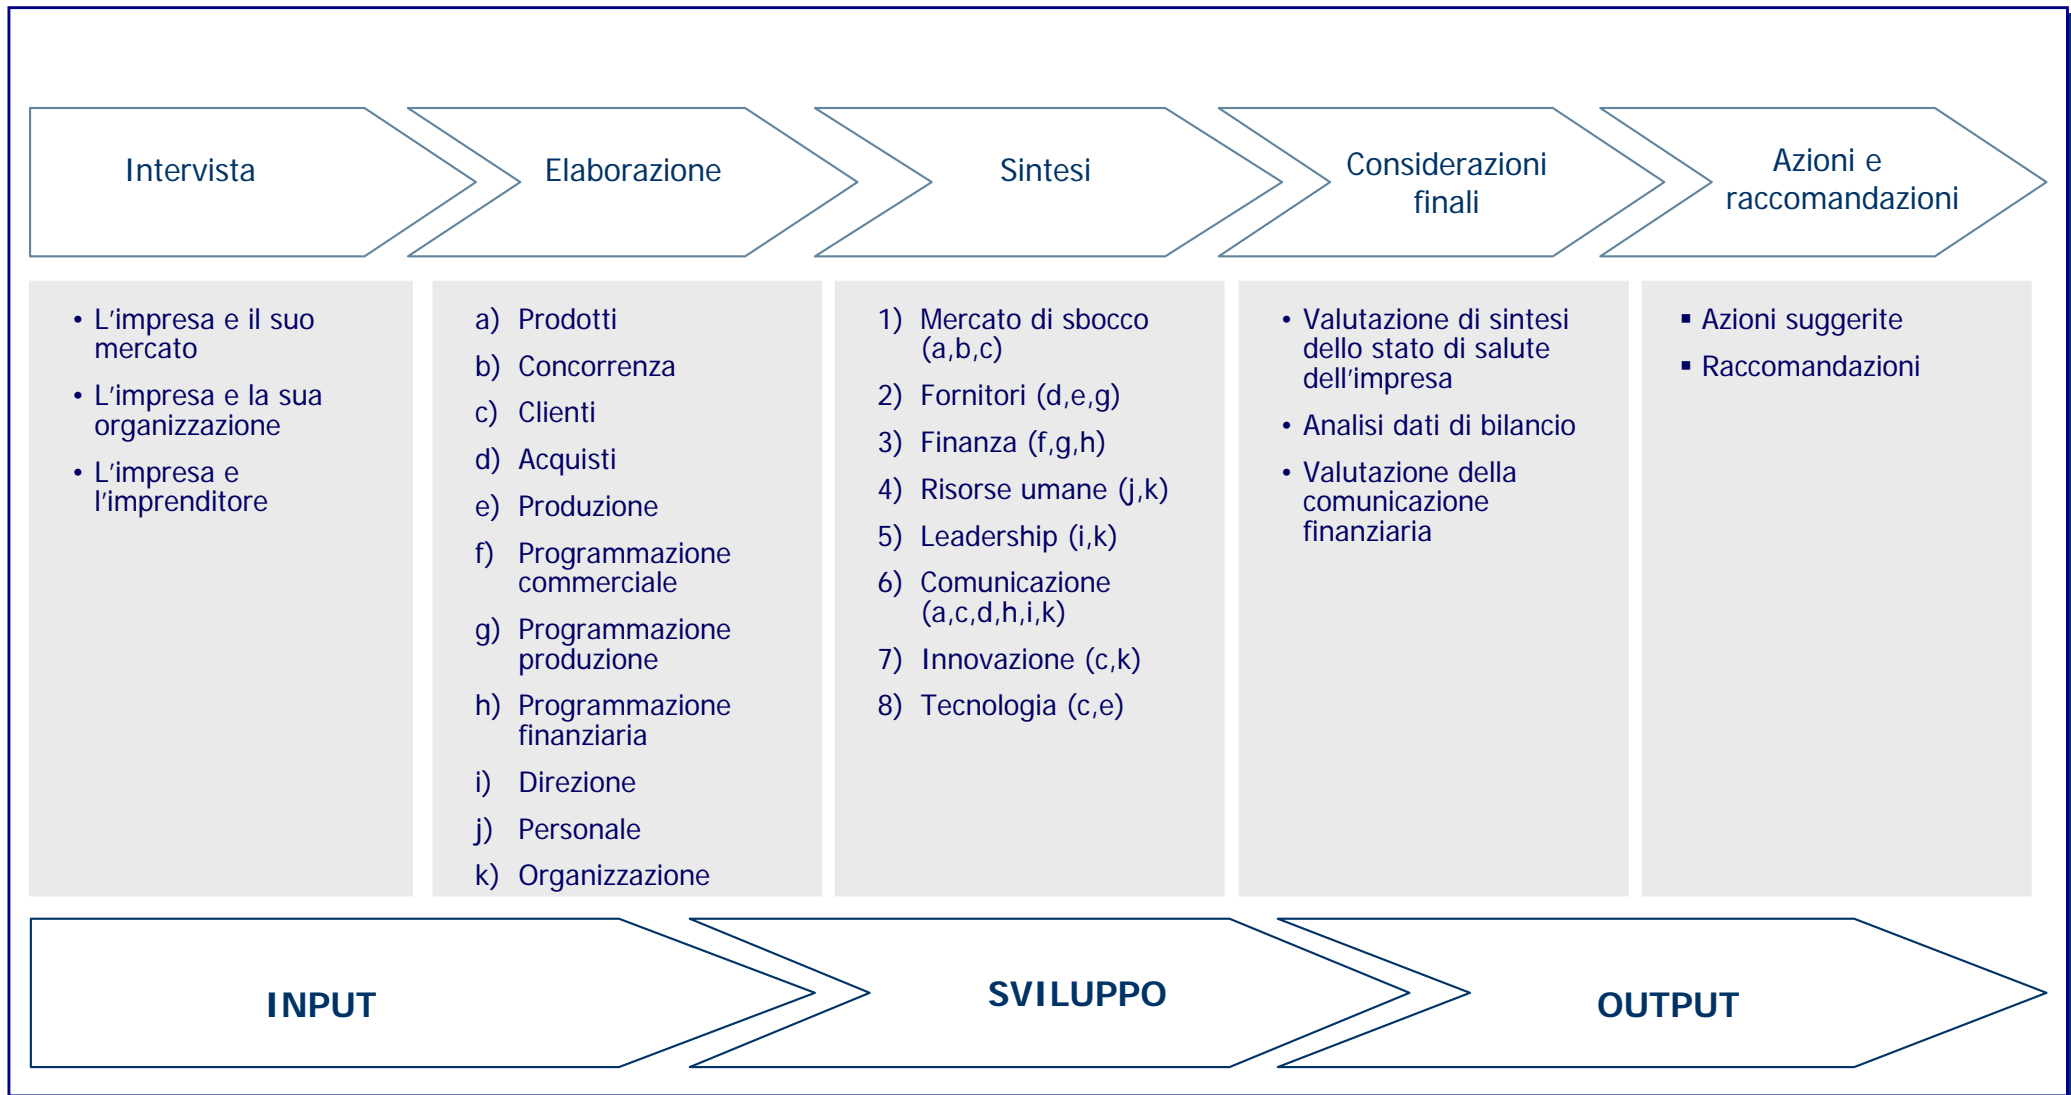 Intervista
Elaborazione
Sintesi
Considerazioni
finali
Azioni e
raccomandazioni
• L'impresa e il suo
mercato
• L'impresa e la sua
organizzazione
• L'impresa e
l'imprenditore
a) Prodotti
b) Concorrenza
c) Clienti
d) Acquisti
e) Produzione
f) Programmazione
commerciale
g) Programmazione
produzione
h) Programmazione
finanziaria
i) Direzione
j) Personale
k) Organizzazione
1) Mercato di sbocco
(a,b,c)
2) Fornitori (d,e,g)
3) Finanza (f,g,h)
4) Risorse umane (j,k)
5) Leadership (i,k)
6) Comunicazione
(a,c,d,h,i,k)
7) Innovazione (c,k)
8) Tecnologia (c,e)
• Valutazione di sintesi
dello stato di salute
dell'impresa
• Analisi dati di bilancio
• Valutazione della
comunicazione
finanziaria
▪ Azioni suggerite
▪ Raccomandazioni
INPUT
SVILUPPO
OUTPUT